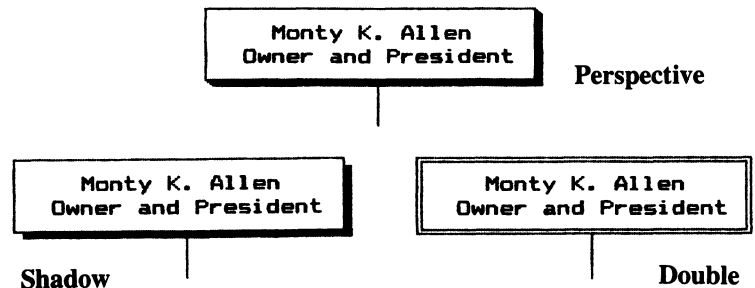 Monty K. Allen
Owner and President
Perspective
Monty K. Allen
Owner and President
Shadow
Monty K. Allen
Owner and President
Double